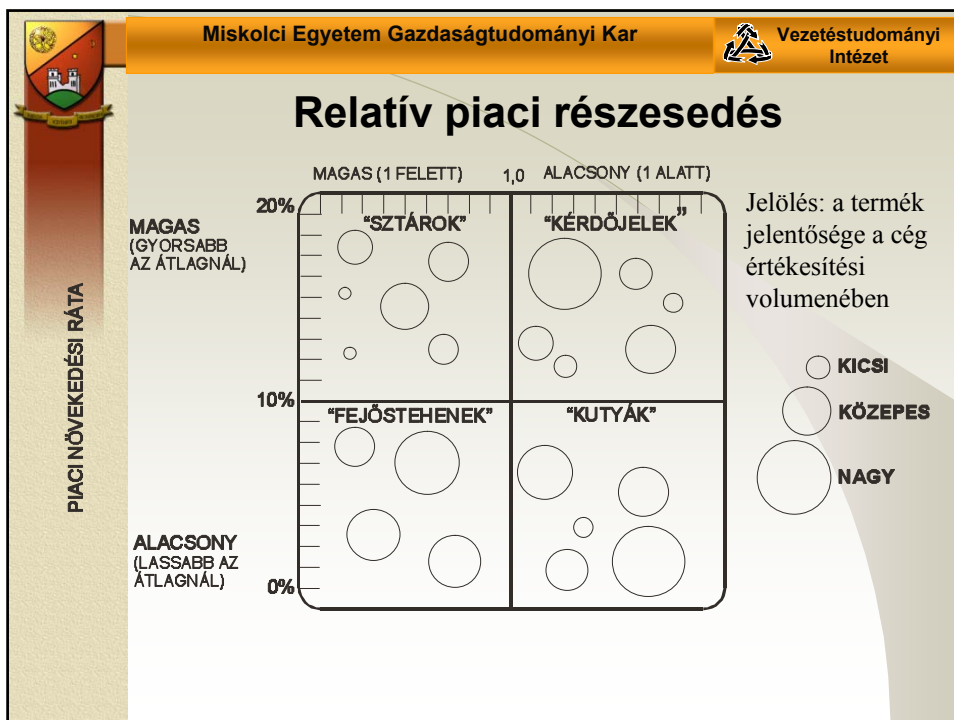 Miskolci Egyetem Gazdaságtudományi Kar
Vezetéstudományi
Intézet
Relatív piaci részesedés
MAGAS (1 FELETT) 1,0 ALACSONY (1 ALATT)
20%
MAGAS
(GYORSABB
AZ ÁTLAGNÁL)
“SZTÁROK” “KÉRDŐJELEK”
Jelölés: a termék
jelentősége a cég
értékesítési
volumenében
PIACI NÖVEKEDÉSI RÁTA
KICSI
10%
“FEJŐSTEHENEK” “KUTYÁK”
KÖZEPES
NAGY
ALACSONY
(LASSABB AZ
ÁTLAGNÁL)
0%